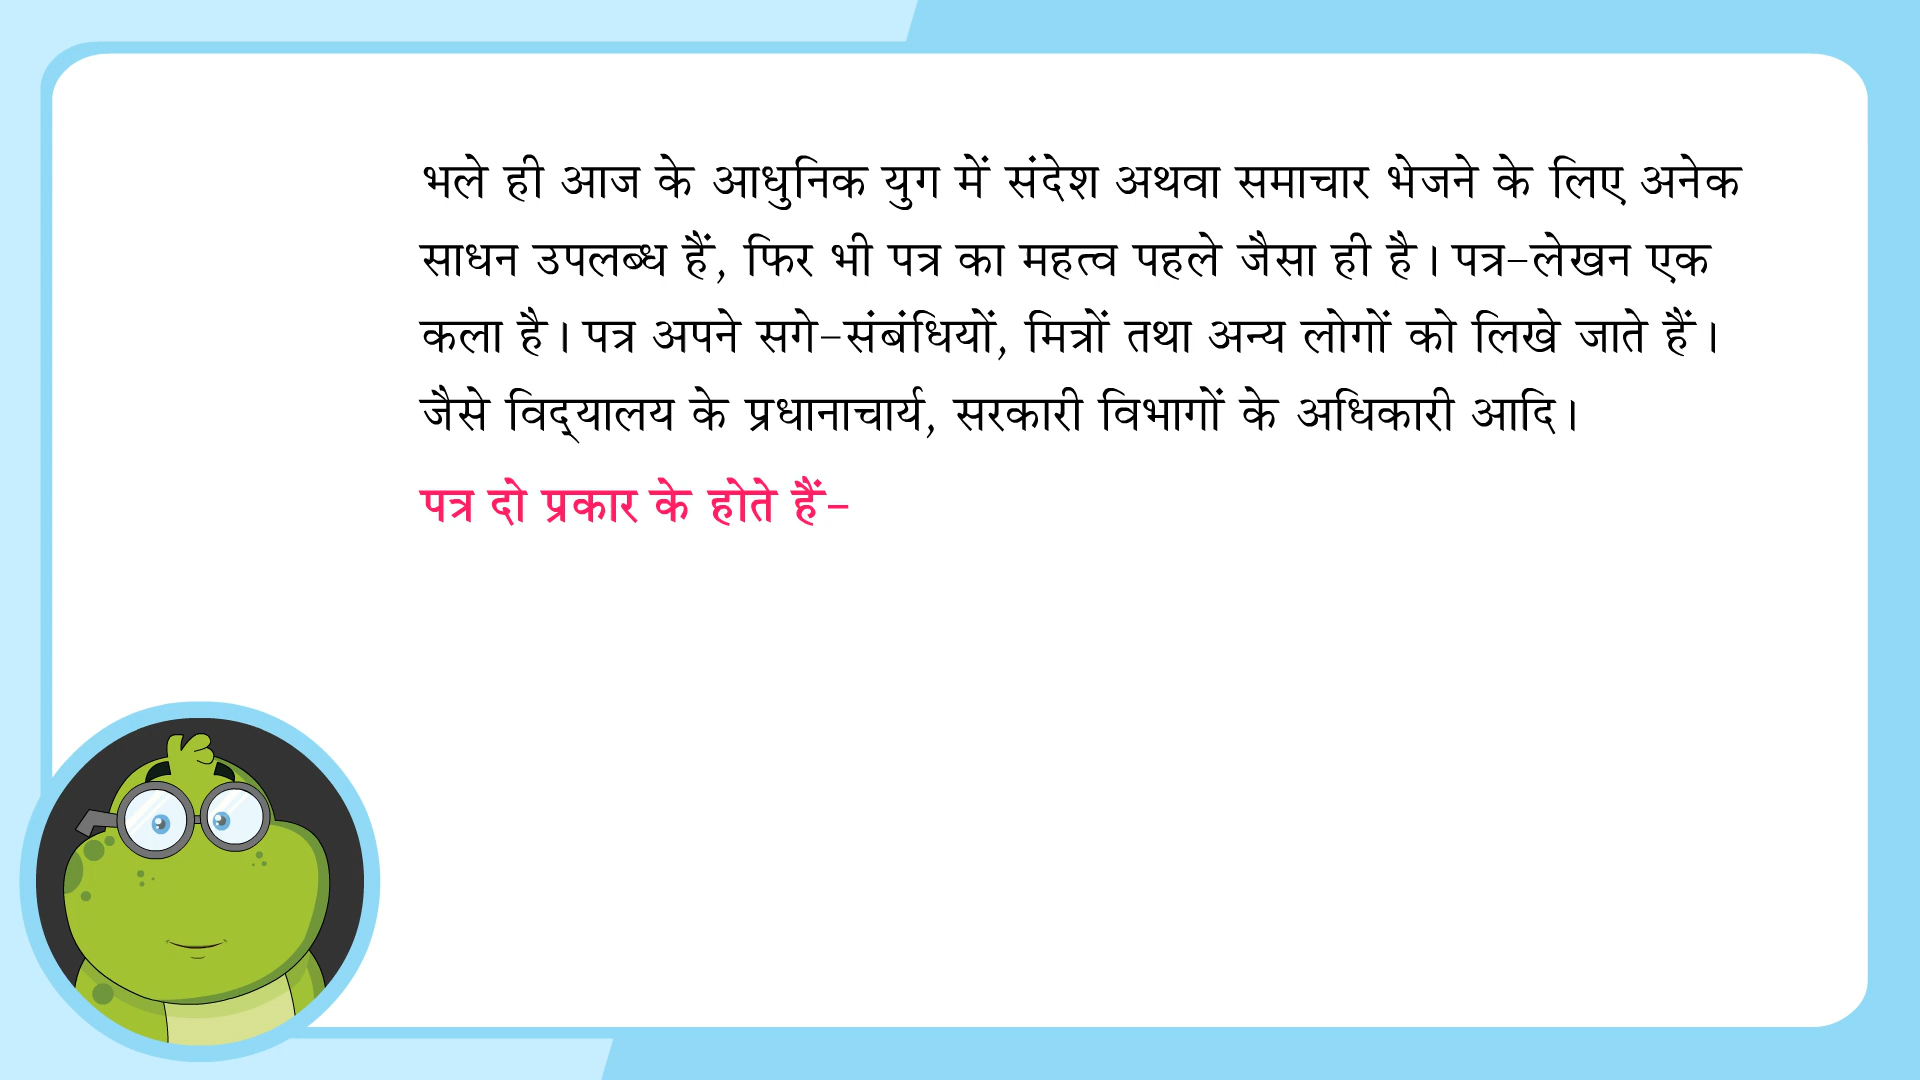 भले ही आज के आधुनिक युग में संदेश अथवा समाचार भेजने के लिए अनेक
साधन उपलब्ध हैं, फिर भी पत्र का महत्व पहले जैसा ही है। पत्र-लेखन एक
कला है। पत्र अपने सगे-संबंधियों, मित्रों तथा अन्य लोगों को लिखे जाते हैं।
जैसे विद्‌यालय के प्रधानाचार्य, सरकारी विभागों के अधिकारी आदि।
पत्र दो प्रकार के होते हैं-